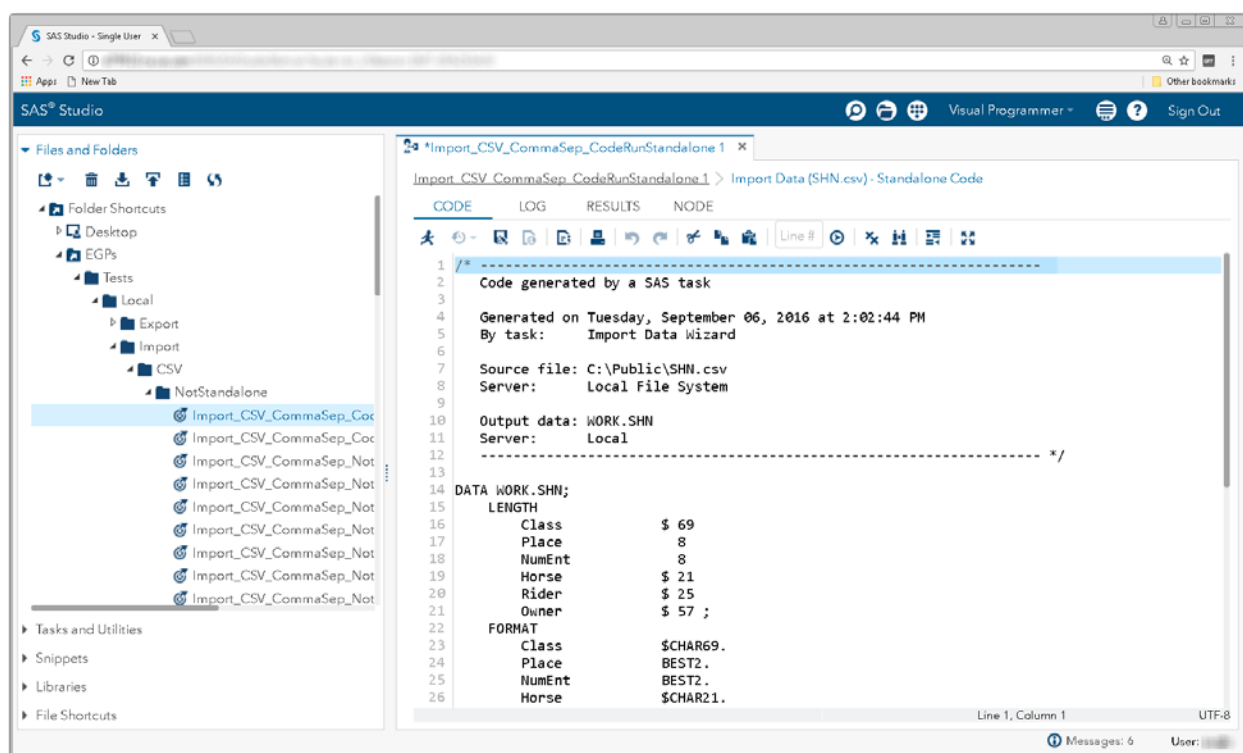 SAS Studio - Single User
Apps New Tab Other bookmarks
SAS® Studio Visual Programmer Sign Out
Files and Folders
Folder Shortcuts
Desktop
EGPs
Tests
Local
Export
Import
CSV
NotStandalone
Import_CSV_CommaSep_Coc
Import_CSV_CommaSep_Coc
Import_CSV_CommaSep_Not
Import_CSV_CommaSep_Not
Import_CSV_CommaSep_Not
Import_CSV_CommaSep_Not
Import_CSV_CommaSep_Not
Import_CSV_CommaSep_Not
Import_CSV_CommaSep_Not
Tasks and Utilities
Snippets
Libraries
File Shortcuts
*Import_CSV_CommaSep_CodeRunStandalone 1
Import_CSV_CommaSep_CodeRunStandalone 1 > Import Data (SHN.csv) - Standalone Code
CODE LOG RESULTS NODE
Line #
1 /* ----------------------------------------------------------------------
2 Code generated by a SAS task
3
4 Generated on Tuesday, September 06, 2016 at 2:02:44 PM
5 By task: Import Data Wizard
6
7 Source file: C:\Public\SHN.csv
8 Server: Local File System
9
10 Output data: WORK.SHN
11 Server: Local
12 ---------------------------------------------------------------------- */
13
14 DATA WORK.SHN;
15 LENGTH
16 Class $ 69
17 Place 8
18 NumEnt 8
19 Horse $ 21
20 Rider $ 25
21 Owner $ 57 ;
22 FORMAT
23 Class $CHAR69.
24 Place BEST2.
25 NumEnt BEST2.
26 Horse $CHAR21.
Line 1, Column 1 UTF-8
Messages: 6 User: